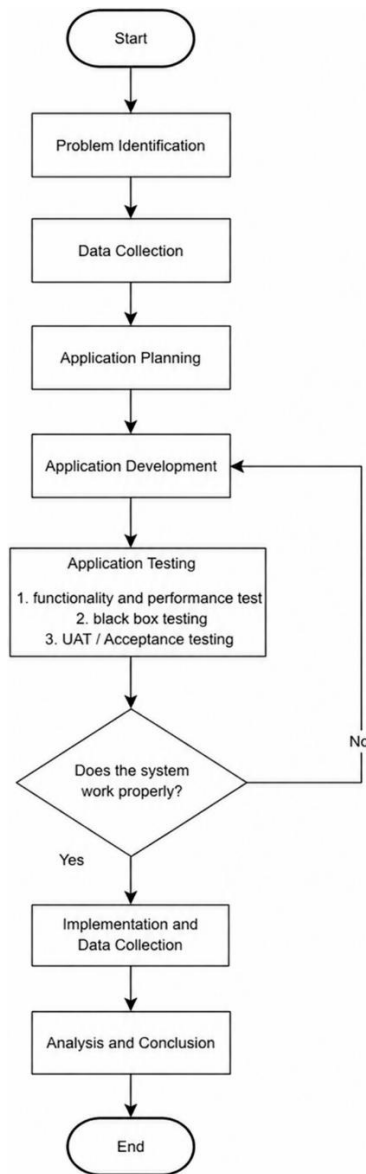 Start
Problem Identification
Data Collection
Application Planning
Application Development
Application Testing
1. functionality and performance test
2. black box testing
3. UAT / Acceptance testing
Does the system
work properly?
No
Yes
Implementation and
Data Collection
Analysis and Conclusion
End